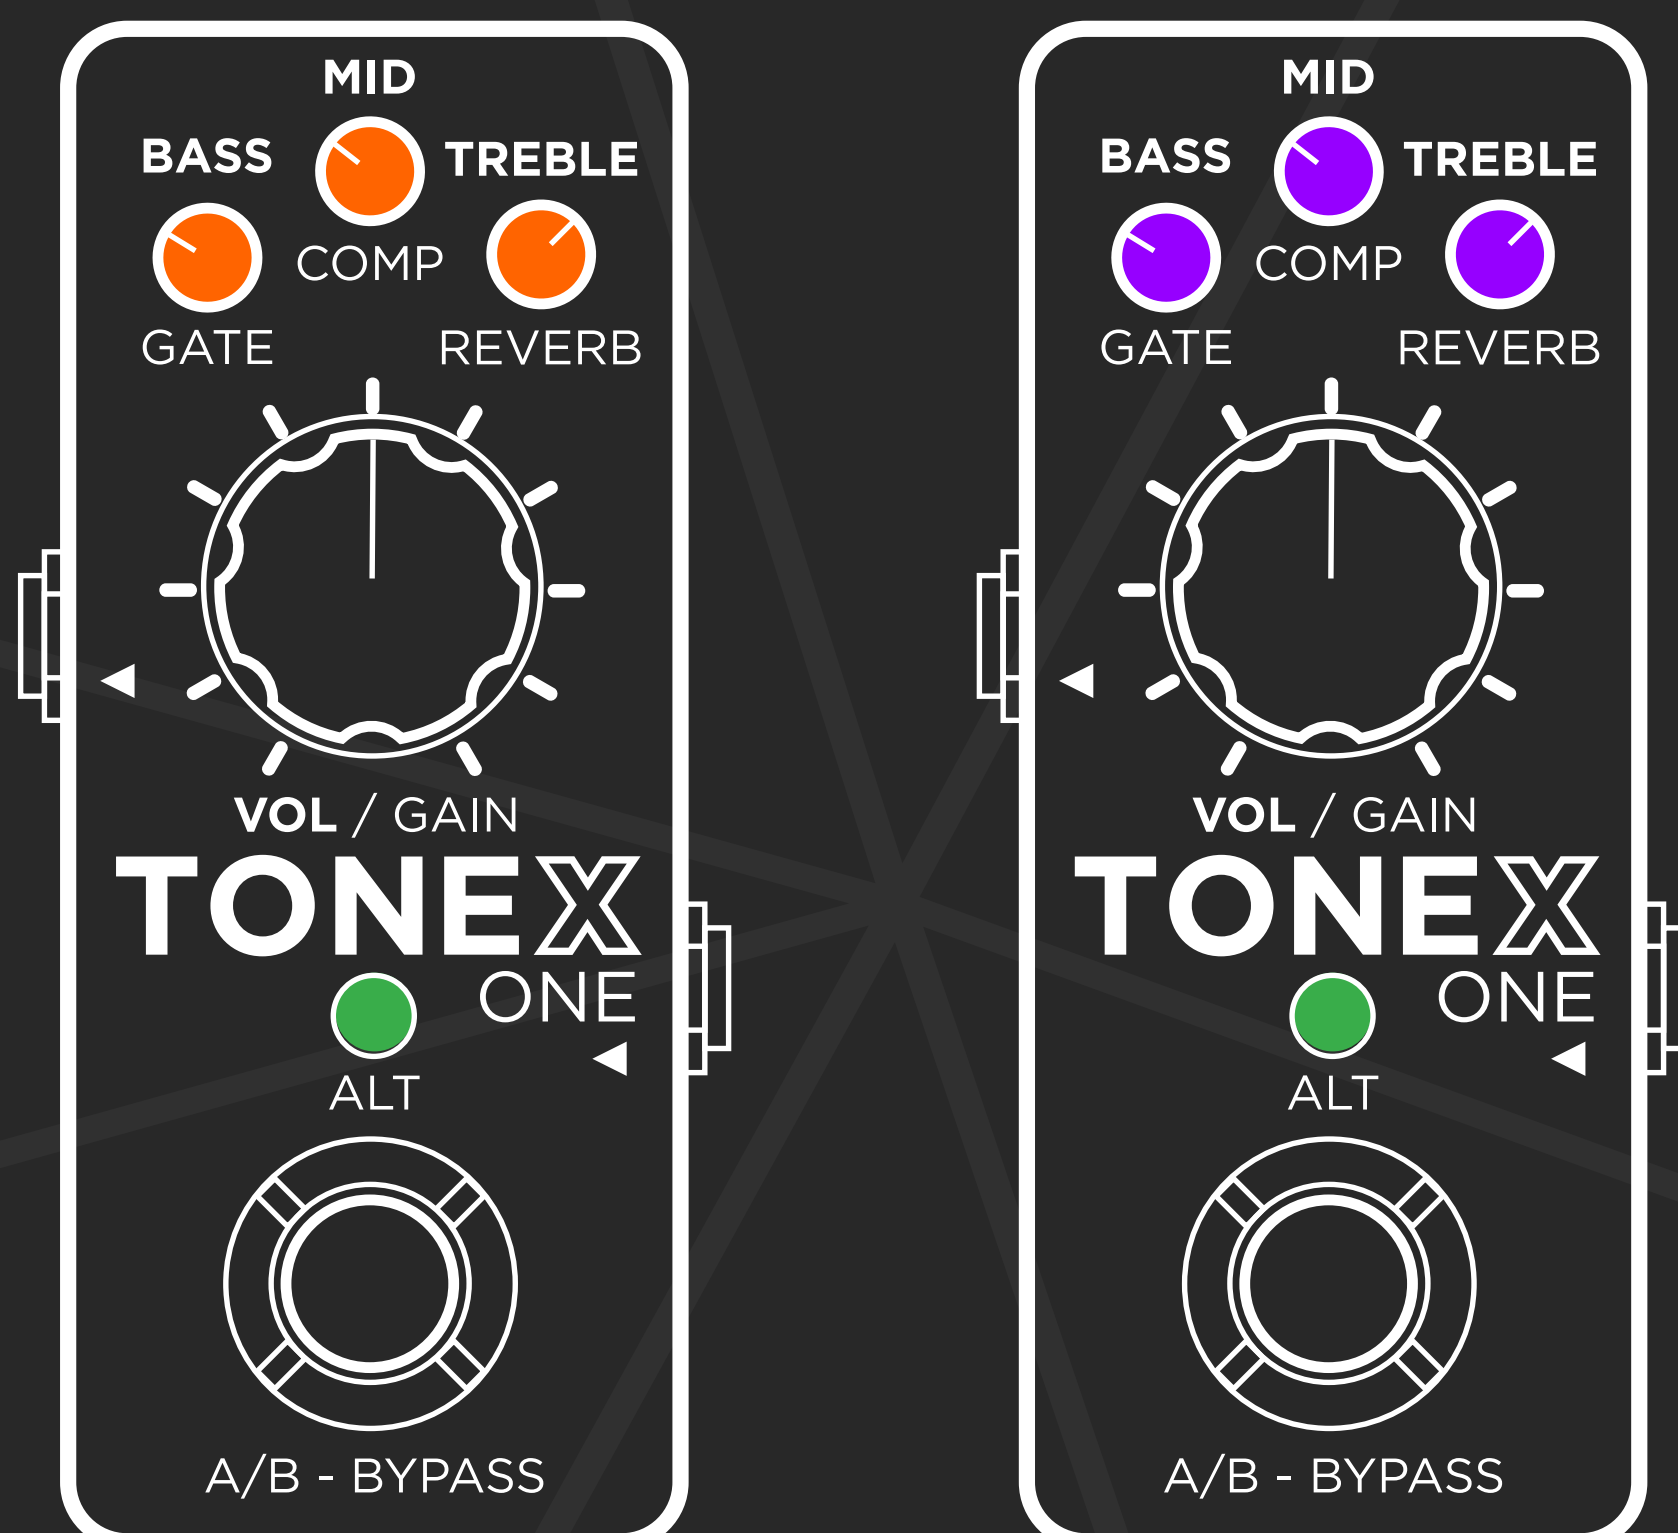 MID
BASS
TREBLE
COMP
GATE
REVERB
VOL / GAIN
TONEX
ONE
ALT
A/B - BYPASS
MID
BASS
TREBLE
COMP
GATE
REVERB
VOL / GAIN
TONEX
ONE
ALT
A/B - BYPASS